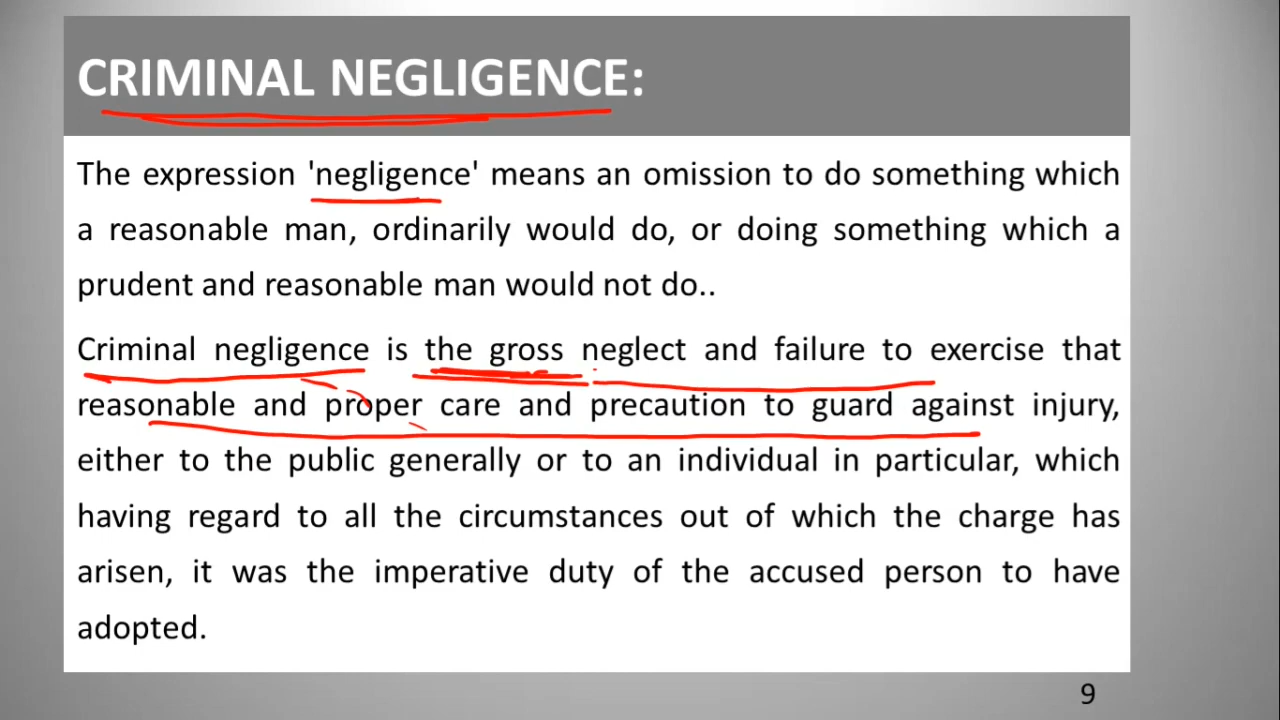 CRIMINAL NEGLIGENCE:
The expression 'negligence' means an omission to do something which
a reasonable man, ordinarily would do, or doing something which a
prudent and reasonable man would not do..
Criminal negligence is the gross neglect and failure to exercise that
reasonable and proper care and precaution to guard against injury,
either to the public generally or to an individual in particular, which
having regard to all the circumstances out of which the charge has
arisen, it was the imperative duty of the accused person to have
adopted.
9